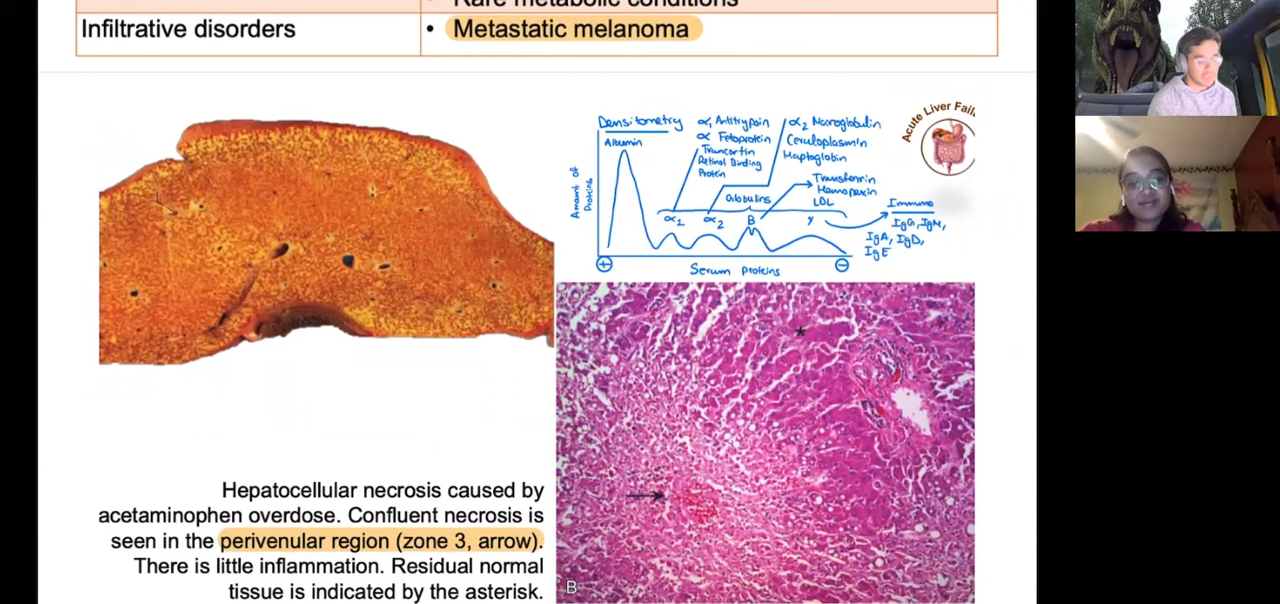 • Rare metabolic conditions
Infiltrative disorders
• Metastatic melanoma
Densitometry
Albumin
Amount of
Proteins
α1 Antitrypsin
α Fetoprotein
Transcortin
Retinol Binding
Protein
α2 Macroglobulin
Ceruloplasmin
Haptoglobin
Transferrin
Hemopexin
LDL
Globulins
α1 α2 B γ
Immuno
IgG, IgM,
IgA, IgD,
IgE
+ Serum Proteins -
Acute Liver Fail
*
B
Hepatocellular necrosis caused by
acetaminophen overdose. Confluent necrosis is
seen in the perivenular region (zone 3, arrow).
There is little inflammation. Residual normal
tissue is indicated by the asterisk.